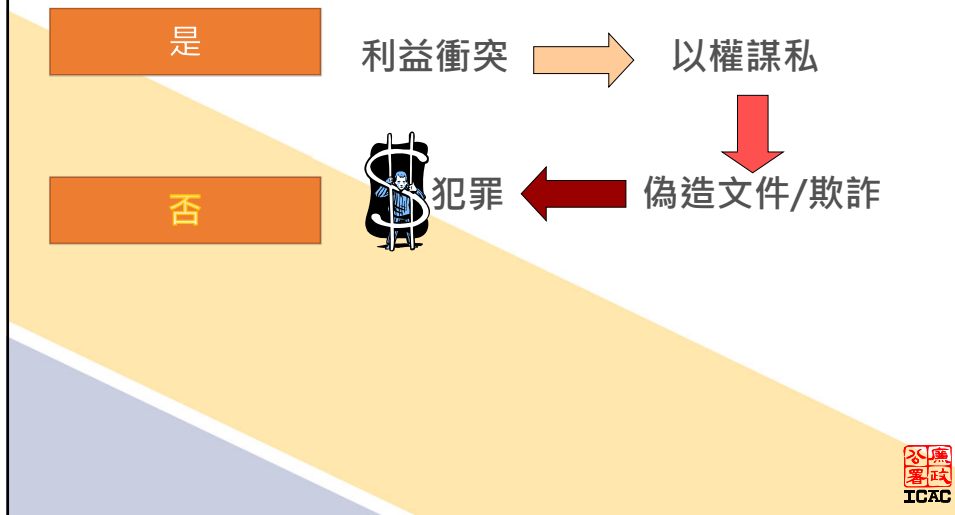 是
利益衝突
以權謀私
否
犯罪
偽造文件/欺詐
廉政公署
ICAC